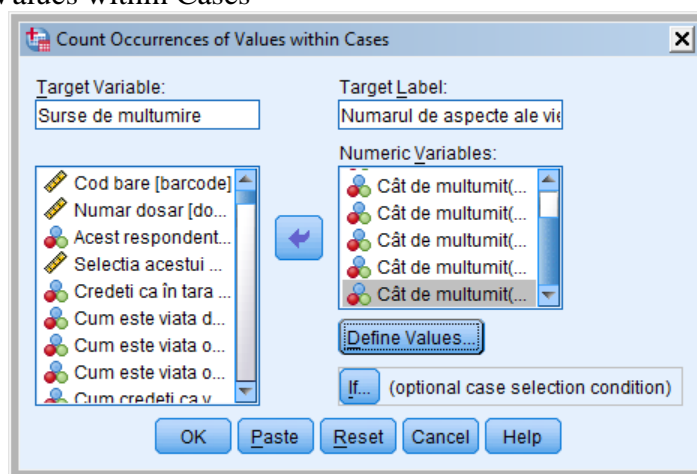 Values within Cases
Count Occurrences of Values within Cases
Target Variable:
Surse de multumire
Target Label:
Numarul de aspecte ale vie
Cod bare [barcode]
Numar dosar [do...
Acest respondent...
Selectia acestui ...
Credeti ca în tara ...
Cum este viata d...
Cum este viata o...
Cum este viata o...
Cum credeti ca v
Numeric Variables:
Cât de multumit(...
Cât de multumit(...
Cât de multumit(...
Cât de multumit(...
Cât de multumit(...
Define Values...
If... (optional case selection condition)
OK Paste Reset Cancel Help